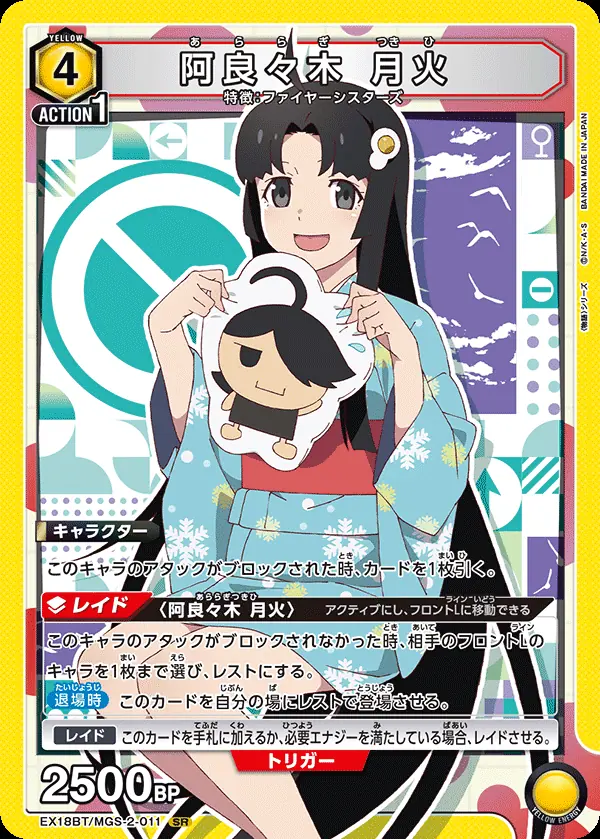 YELLOW
4
ACTION 1
あららぎ つきひ
阿良々木 月火
特徴:ファイヤーシスターズ
BANDAI MADE IN JAPAN
©N/K・A・S
〈物語〉シリーズ
キャラクター
このキャラのアタックがブロックされた時、カードを1枚引く。
レイド 〈阿良々木 月火〉 アクティブにし、フロントLに移動できる
このキャラのアタックがブロックされなかった時、相手のフロントLの
キャラを1枚まで選び、レストにする。
退場時 このカードを自分の場にレストで登場させる。
レイド このカードを手札に加えるか、必要エナジーを満たしている場合、レイドさせる。
トリガー
2500BP
EX18BT/MGS-2-011 SR
YELLOW ENERGY